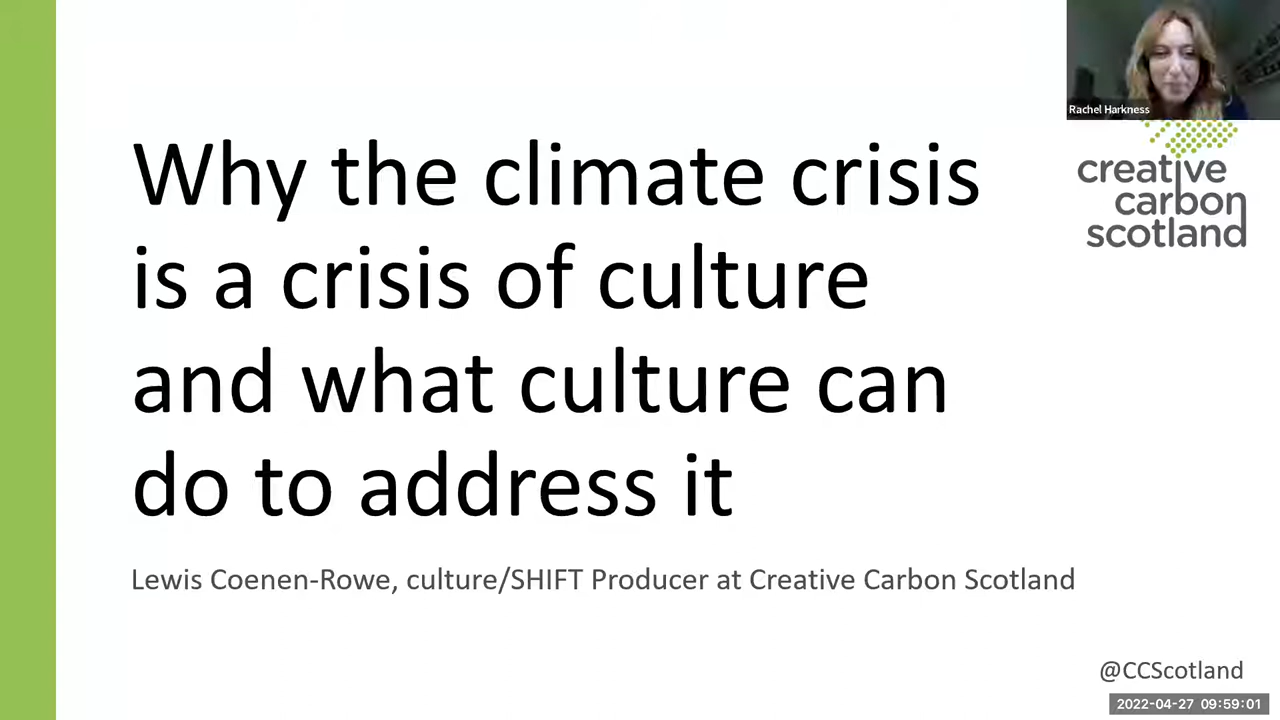 Rachel Harkness
Why the climate crisis
is a crisis of culture
and what culture can
do to address it
creative
carbon
scotland
Lewis Coenen-Rowe, culture/SHIFT Producer at Creative Carbon Scotland
@CCScotland
2022-04-27 09:59:01